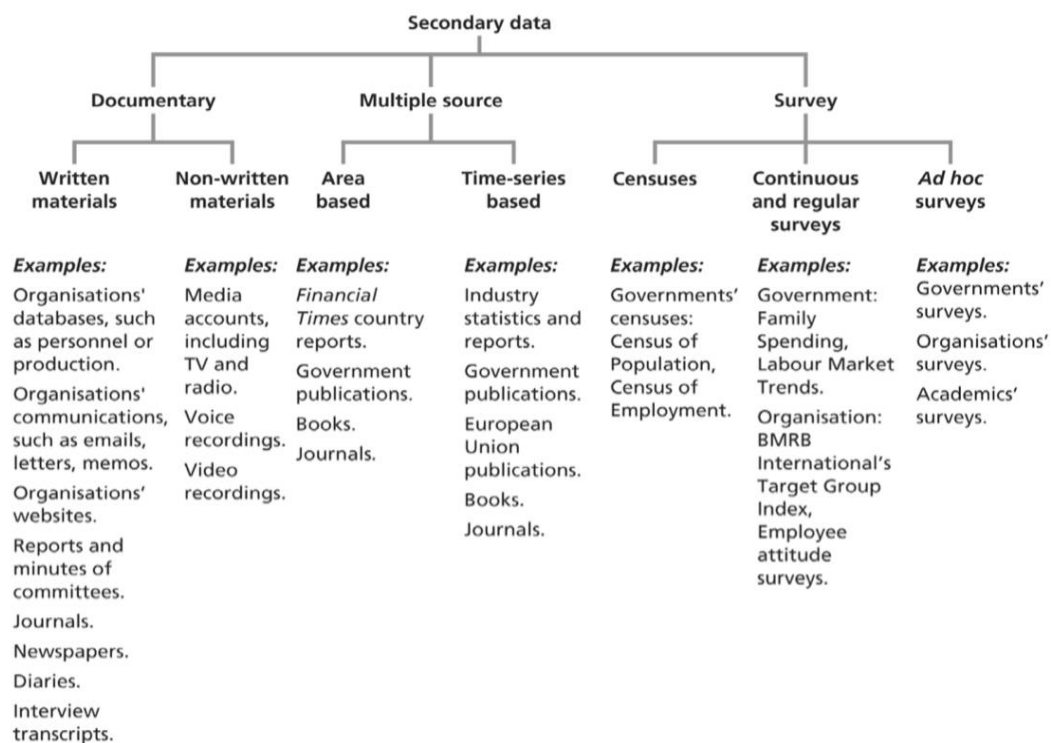 Secondary data
Documentary
Multiple source
Survey
Written
materials
Non-written
materials
Area
based
Time-series
based
Censuses
Continuous
and regular
surveys
Ad hoc
surveys
Examples:
Organisations'
databases, such
as personnel or
production.
Organisations'
communications,
such as emails,
letters, memos.
Organisations’
websites.
Reports and
minutes of
committees.
Journals.
Newspapers.
Diaries.
Interview
transcripts.
Examples:
Media
accounts,
including
TV and
radio.
Voice
recordings.
Video
recordings.
Examples:
Financial
Times country
reports.
Government
publications.
Books.
Journals.
Examples:
Industry
statistics and
reports.
Government
publications.
European
Union
publications.
Books.
Journals.
Examples:
Governments’
censuses:
Census of
Population,
Census of
Employment.
Examples:
Government:
Family
Spending,
Labour Market
Trends.
Organisation:
BMRB
International’s
Target Group
Index,
Employee
attitude
surveys.
Examples:
Governments’
surveys.
Organisations’
surveys.
Academics’
surveys.